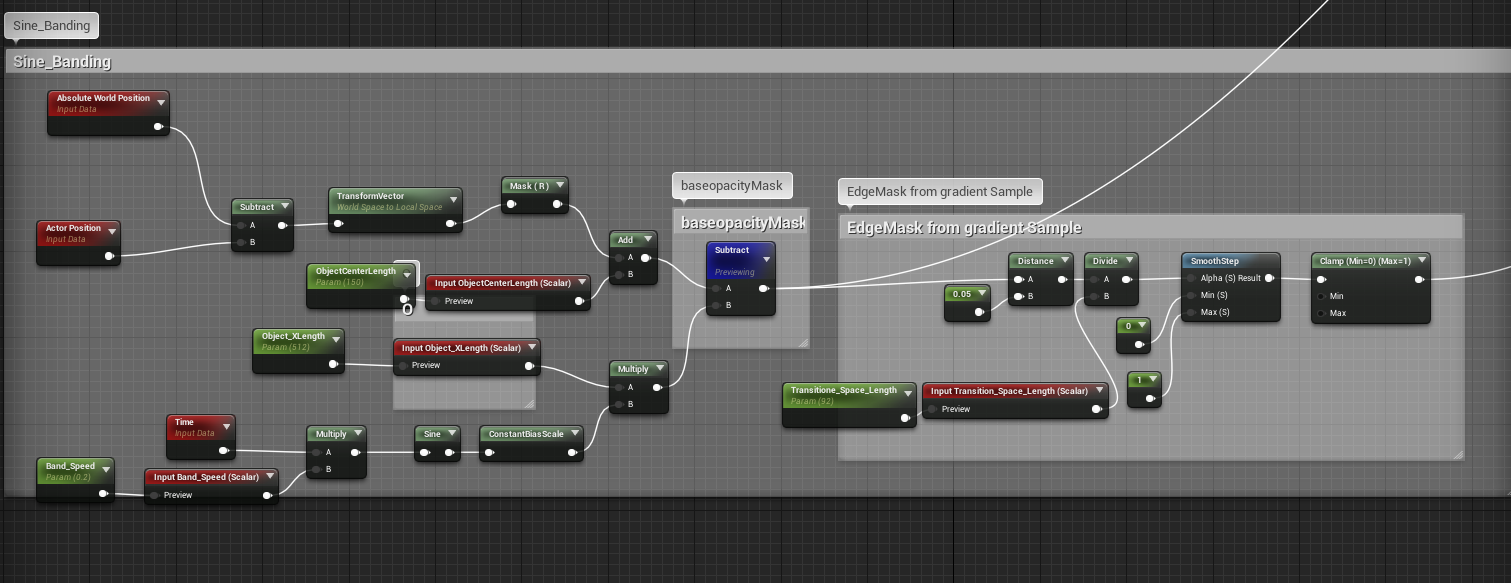 Sine_Banding
Sine_Banding
Absolute World Position
Input Data
Actor Position
Input Data
Subtract
A
B
TransformVector
World Space to Local Space
Mask ( R )
ObjectCenterLength
Param (150)
0
Input ObjectCenterLength (Scalar)
Preview
Add
A
B
Object_XLength
Param (512)
Input Object_XLength (Scalar)
Preview
Time
Input Data
Band_Speed
Param (0.2)
Input Band_Speed (Scalar)
Preview
Multiply
A
B
Sine
ConstantBiasScale
Multiply
A
B
baseopacityMask
baseopacityMask
Subtract
Previewing
A
B
EdgeMask from gradient Sample
EdgeMask from gradient Sample
0.05
Distance
A
B
Divide
A
B
Transitione_Space_Length
Param (92)
Input Transition_Space_Length (Scalar)
Preview
0
1
SmoothStep
Alpha (S) Result
Min (S)
Max (S)
Clamp (Min=0) (Max=1)
Min
Max